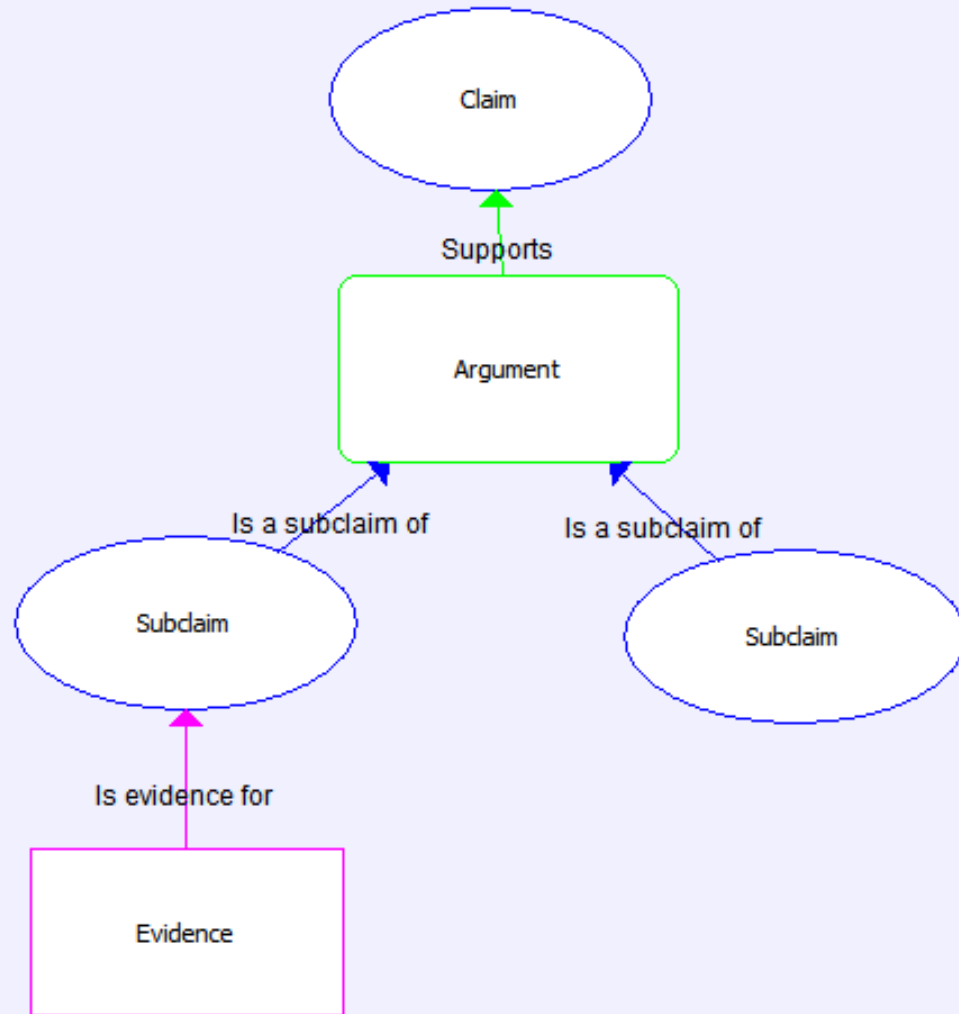 Claim
Supports
Argument
Is a subclaim of
Is a subclaim of
Subclaim
Subclaim
Is evidence for
Evidence